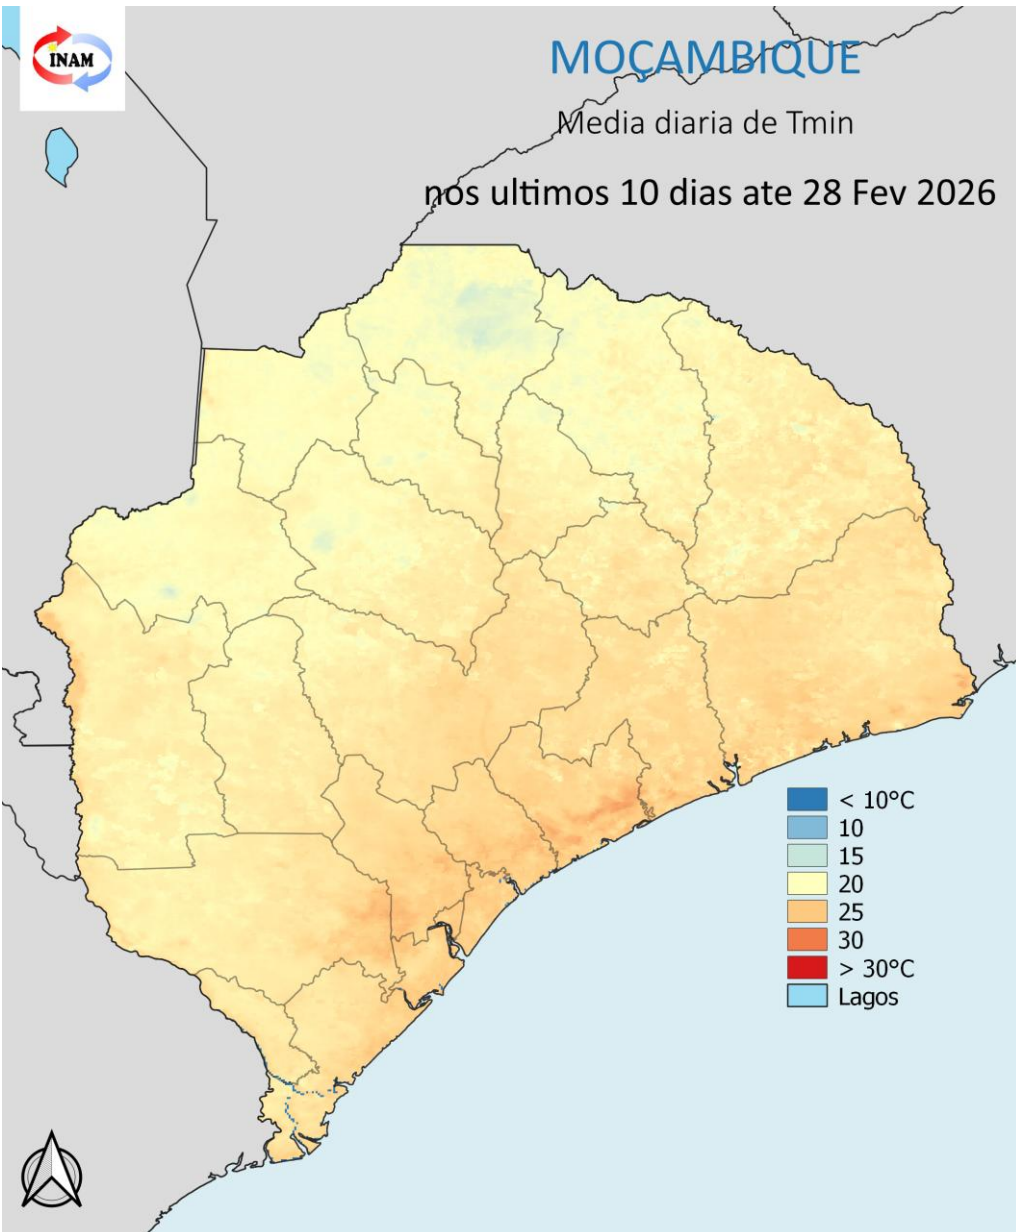 INAM
MOÇAMBIQUE
Media diaria de Tmin
nos ultimos 10 dias ate 28 Fev 2026
< 10°C
10
15
20
25
30
> 30°C
Lagos